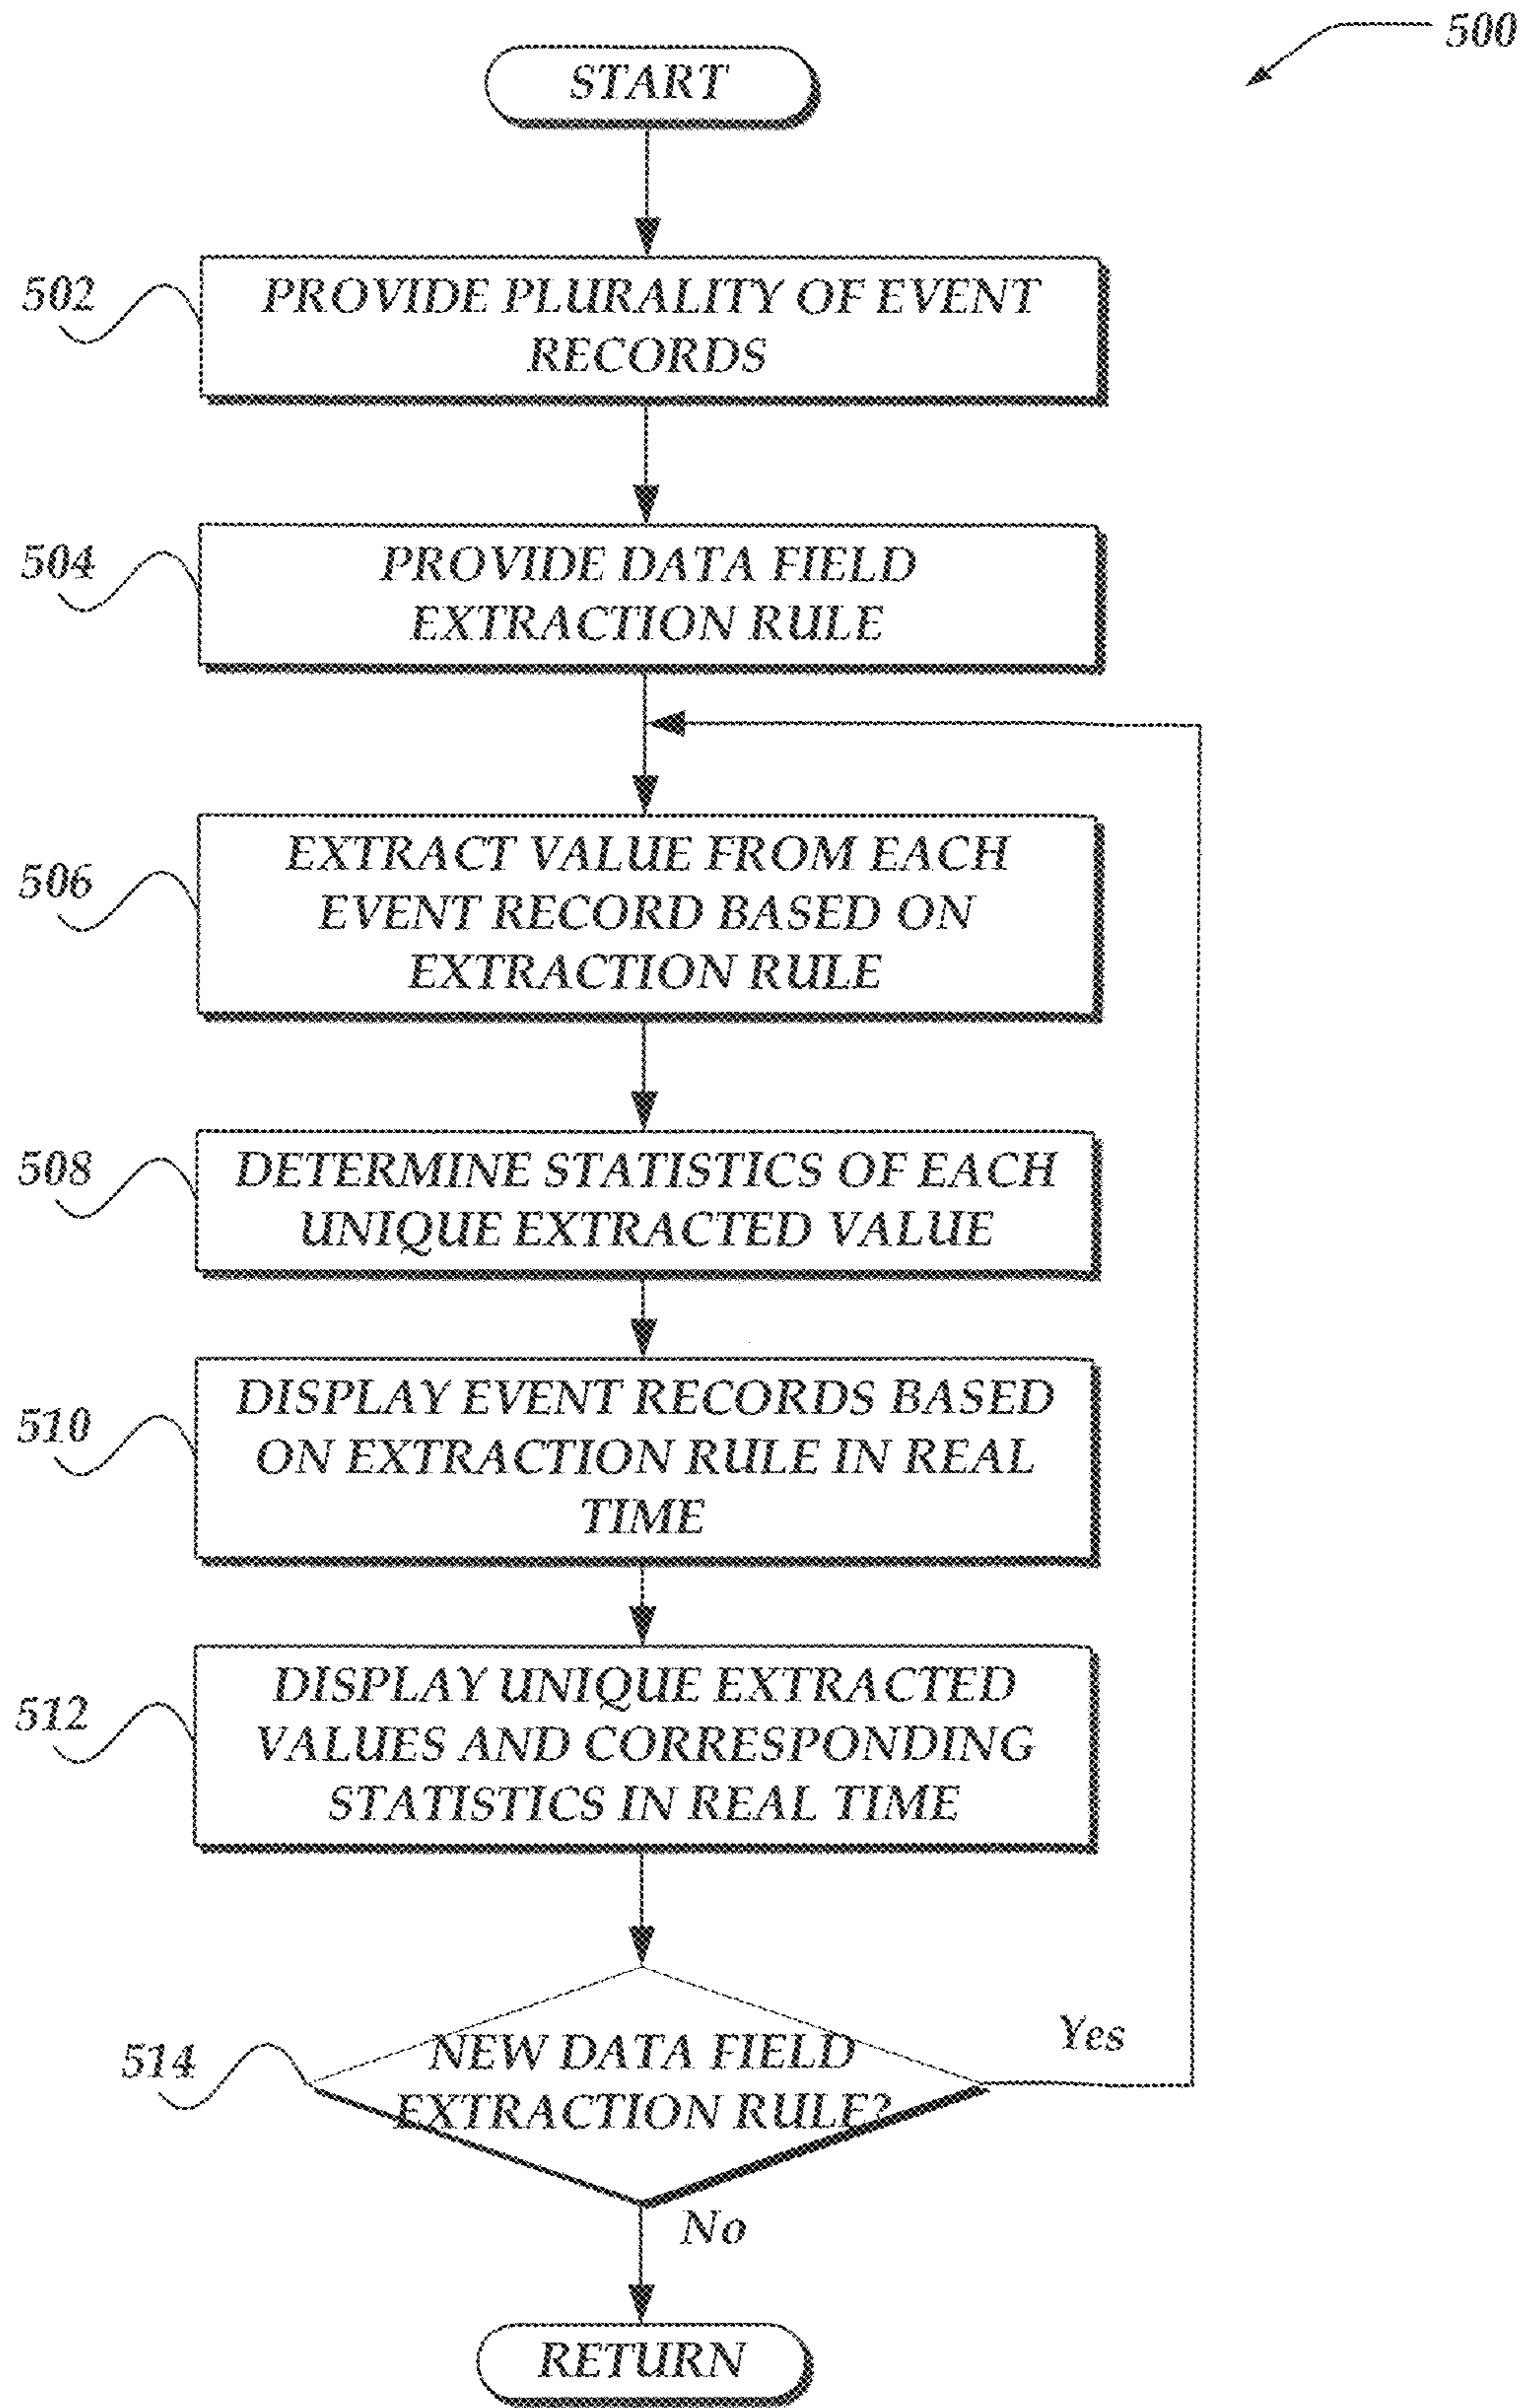 500
START
502
PROVIDE PLURALITY OF EVENT
RECORDS
504
PROVIDE DATA FIELD
EXTRACTION RULE
506
EXTRACT VALUE FROM EACH
EVENT RECORD BASED ON
EXTRACTION RULE
508
DETERMINE STATISTICS OF EACH
UNIQUE EXTRACTED VALUE
510
DISPLAY EVENT RECORDS BASED
ON EXTRACTION RULE IN REAL
TIME
512
DISPLAY UNIQUE EXTRACTED
VALUES AND CORRESPONDING
STATISTICS IN REAL TIME
514
NEW DATA FIELD
EXTRACTION RULE?
Yes
No
RETURN